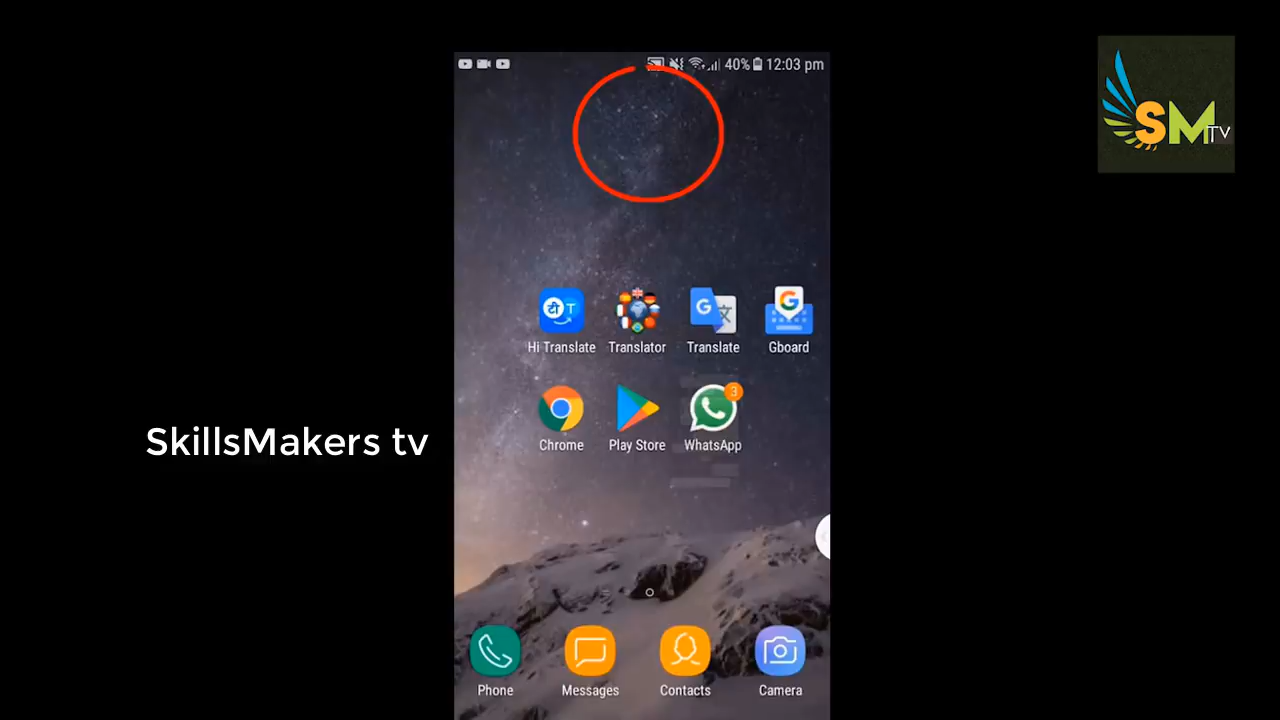 40% 12:03 pm
SM TV
टी T
G 文
G
Hi Translate Translator Translate Gboard
3
Chrome Play Store WhatsApp
SkillsMakers tv
Phone Messages Contacts Camera